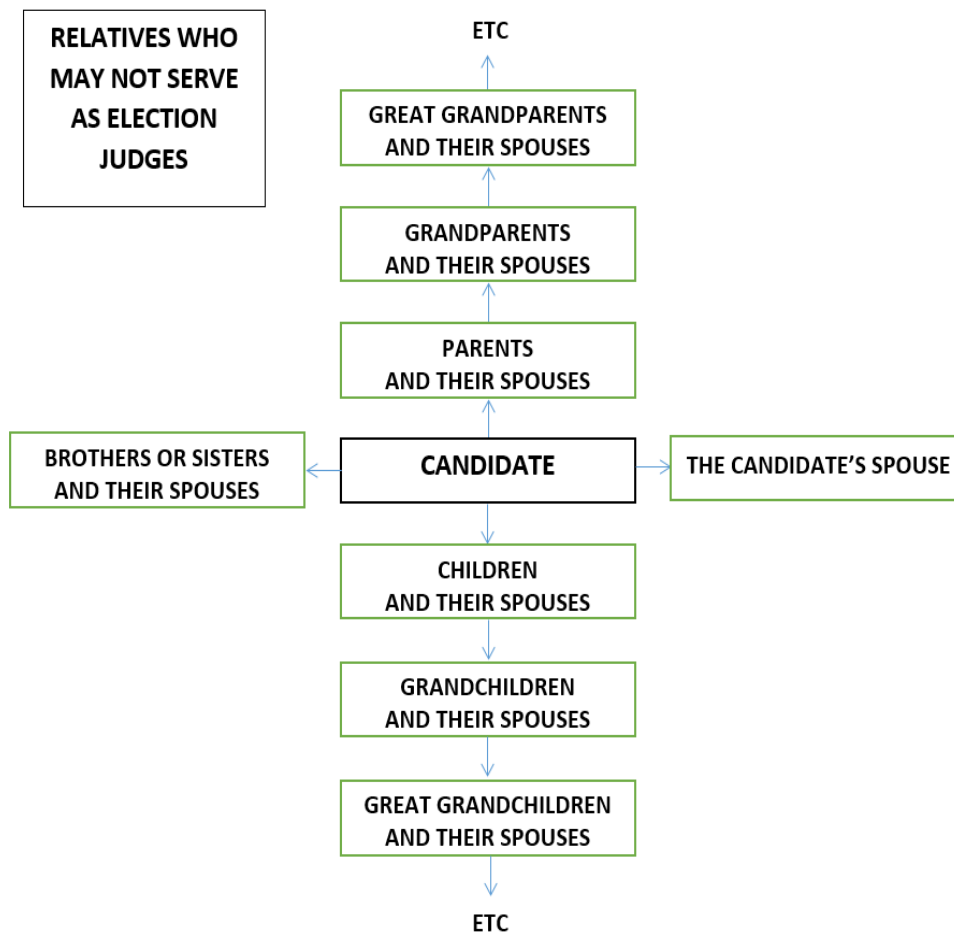 RELATIVES WHO
MAY NOT SERVE
AS ELECTION
JUDGES
ETC
GREAT GRANDPARENTS
AND THEIR SPOUSES
GRANDPARENTS
AND THEIR SPOUSES
PARENTS
AND THEIR SPOUSES
BROTHERS OR SISTERS
AND THEIR SPOUSES
CANDIDATE
THE CANDIDATE'S SPOUSE
CHILDREN
AND THEIR SPOUSES
GRANDCHILDREN
AND THEIR SPOUSES
GREAT GRANDCHILDREN
AND THEIR SPOUSES
ETC